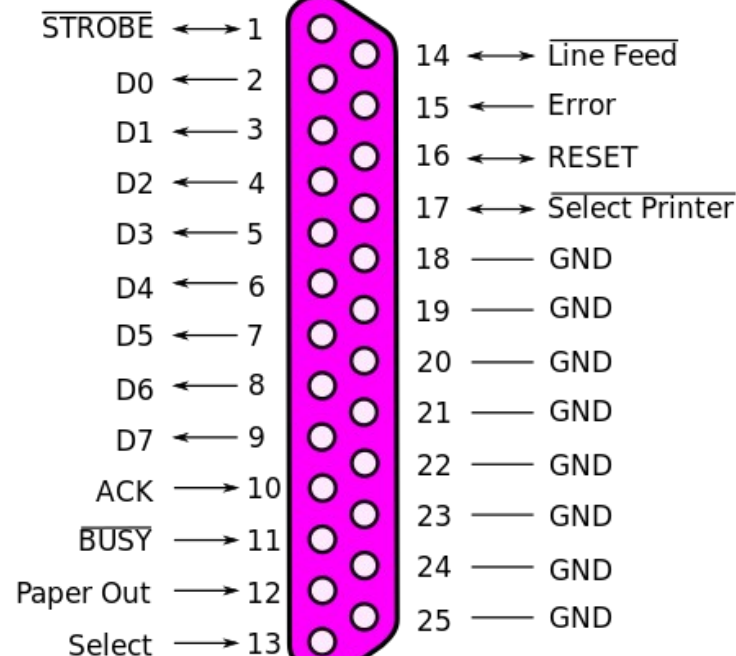 STROBE 1
D0 2
D1 3
D2 4
D3 5
D4 6
D5 7
D6 8
D7 9
ACK 10
BUSY 11
Paper Out 12
Select 13
14 Line Feed
15 Error
16 RESET
17 Select Printer
18 GND
19 GND
20 GND
21 GND
22 GND
23 GND
24 GND
25 GND